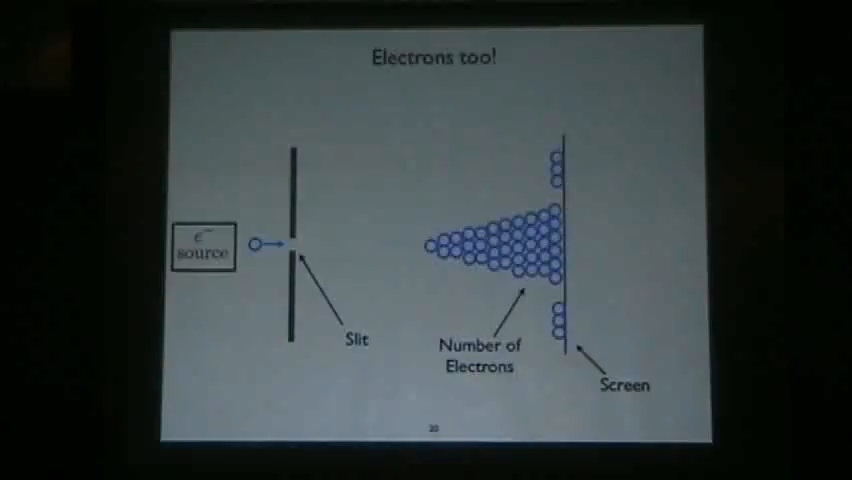 Electrons too!
e⁻
source
Slit
Number of
Electrons
Screen
20